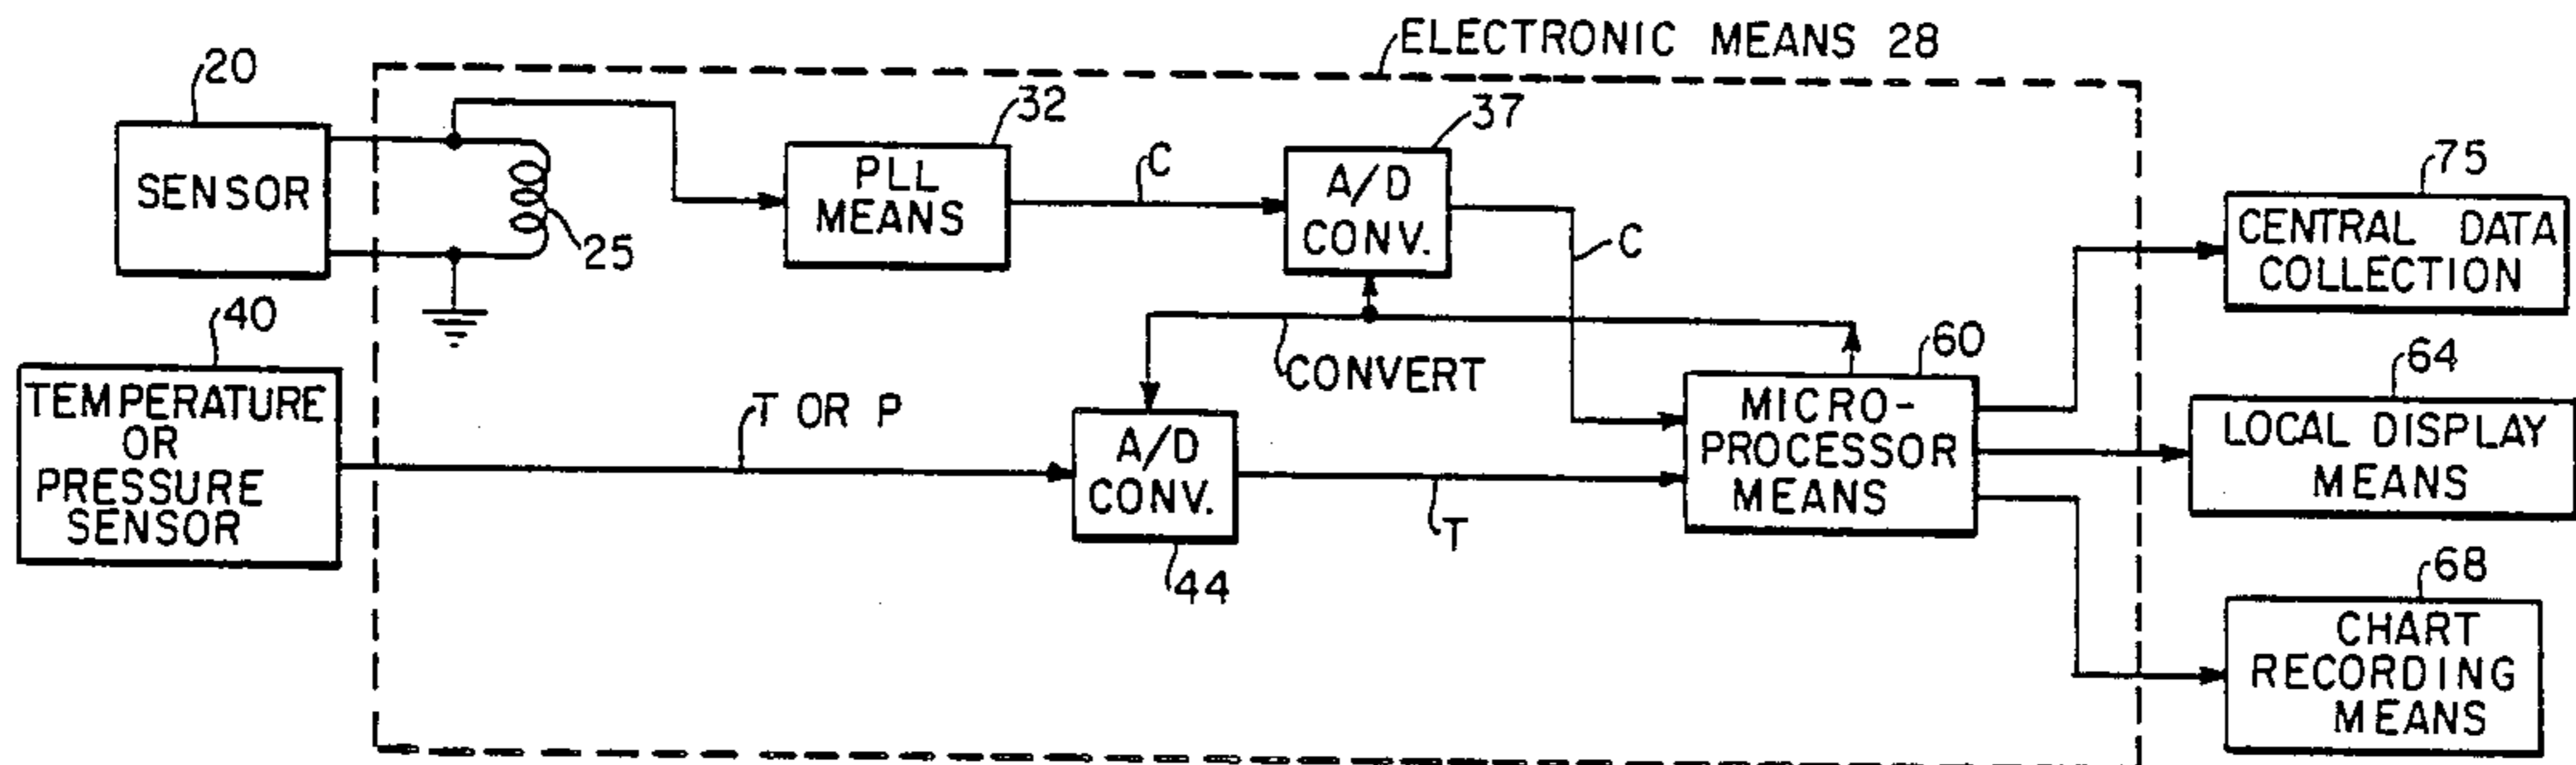 ELECTRONIC MEANS 28
20
SENSOR
25
32
PLL
MEANS
C
37
A/D
CONV.
C
75
CENTRAL DATA
COLLECTION
40
TEMPERATURE
OR
PRESSURE
SENSOR
T OR P
CONVERT
A/D
CONV.
44
T
60
MICRO-
PROCESSOR
MEANS
64
LOCAL DISPLAY
MEANS
68
CHART
RECORDING
MEANS